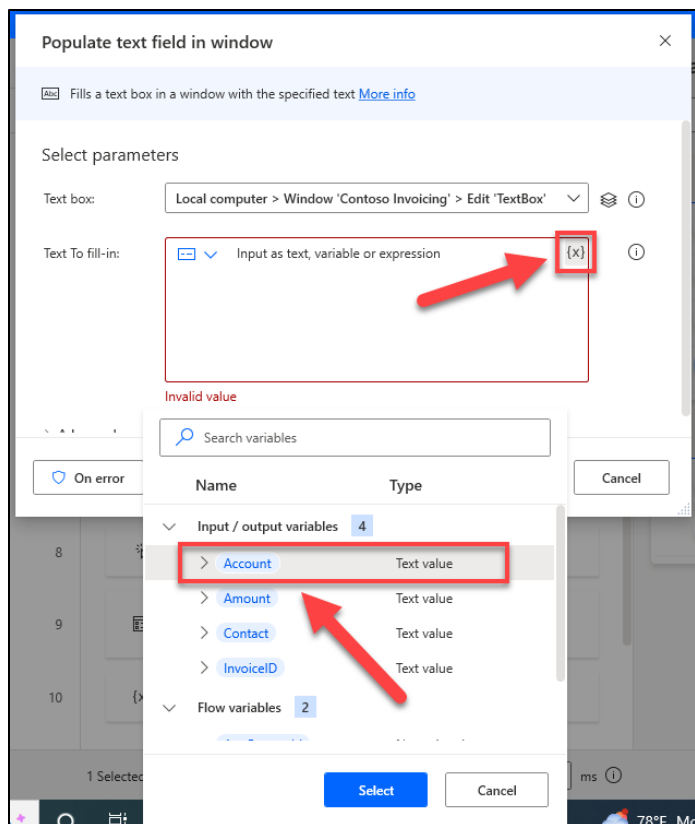 Populate text field in window
Abc Fills a text box in a window with the specified text More info
Select parameters
Text box: Local computer > Window 'Contoso Invoicing' > Edit 'TextBox'
Text To fill-in: Input as text, variable or expression {x}
Invalid value
Search variables
On error Cancel
Name Type
Input / output variables 4
8
Account Text value
Amount Text value
9
Contact Text value
InvoiceID Text value
10 {x
Flow variables 2
1 Selected ms
Select Cancel
78°F